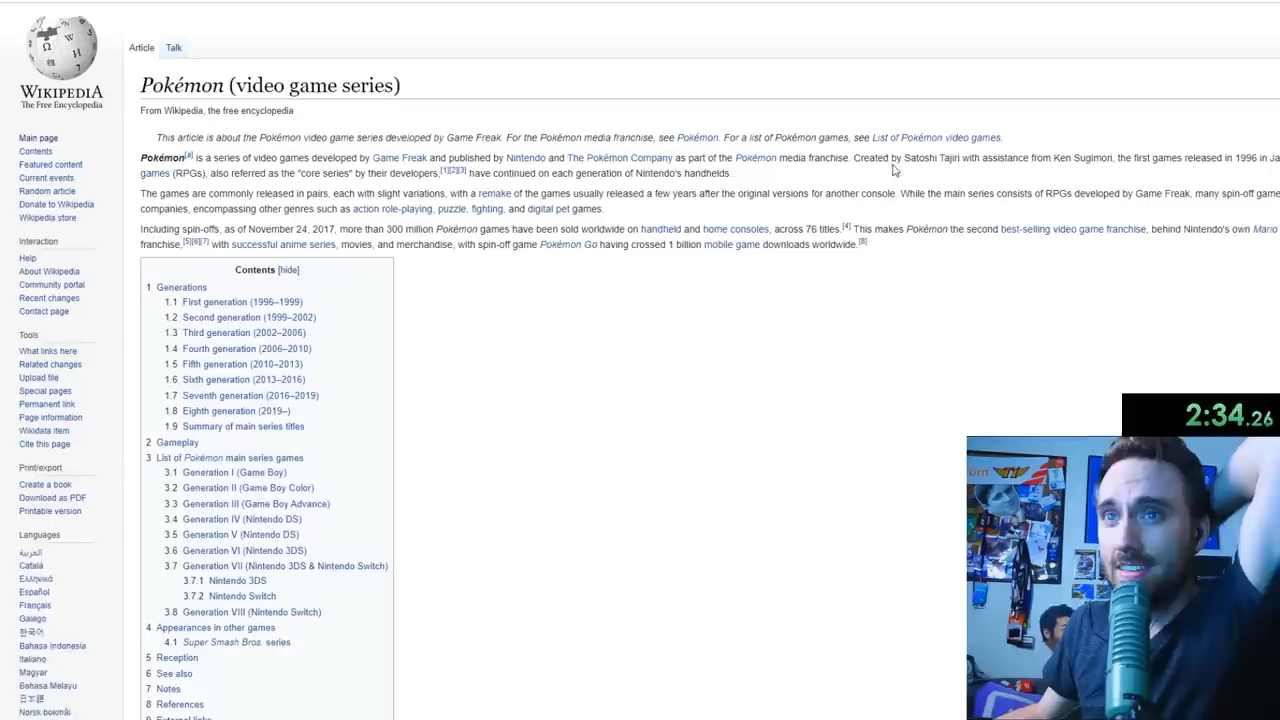 WIKIPEDIA
The Free Encyclopedia
Main page
Contents
Featured content
Current events
Random article
Donate to Wikipedia
Wikipedia store
Interaction
Help
About Wikipedia
Community portal
Recent changes
Contact page
Tools
What links here
Related changes
Upload file
Special pages
Permanent link
Page information
Wikidata item
Cite this page
Print/export
Create a book
Download as PDF
Printable version
Languages
العربية
Català
Ελληνικά
Español
Français
Galego
한국어
Bahasa Indonesia
Italiano
Magyar
Bahasa Melayu
日本語
Norsk bokmål
Article Talk
Pokémon (video game series)
From Wikipedia, the free encyclopedia
This article is about the Pokémon video game series developed by Game Freak. For the Pokémon media franchise, see Pokémon. For a list of Pokémon games, see List of Pokémon video games.
Pokémon[a] is a series of video games developed by Game Freak and published by Nintendo and The Pokémon Company as part of the Pokémon media franchise. Created by Satoshi Tajiri with assistance from Ken Sugimori, the first games released in 1996 in Ja
games (RPGs), also referred as the "core series" by their developers,[1][2][3] have continued on each generation of Nintendo's handhelds
The games are commonly released in pairs, each with slight variations, with a remake of the games usually released a few years after the original versions for another console. While the main series consists of RPGs developed by Game Freak, many spin-off game
companies, encompassing other genres such as action role-playing, puzzle, fighting, and digital pet games.
Including spin-offs, as of November 24, 2017, more than 300 million Pokémon games have been sold worldwide on handheld and home consoles, across 76 titles.[4] This makes Pokémon the second best-selling video game franchise, behind Nintendo's own Mario
franchise,[5][6][7] with successful anime series, movies, and merchandise, with spin-off game Pokémon Go having crossed 1 billion mobile game downloads worldwide.[8]
Contents [hide]
1 Generations
1.1 First generation (1996–1999)
1.2 Second generation (1999–2002)
1.3 Third generation (2002–2006)
1.4 Fourth generation (2006–2010)
1.5 Fifth generation (2010–2013)
1.6 Sixth generation (2013–2016)
1.7 Seventh generation (2016–2019)
1.8 Eighth generation (2019–)
1.9 Summary of main series titles
2 Gameplay
3 List of Pokémon main series games
3.1 Generation I (Game Boy)
3.2 Generation II (Game Boy Color)
3.3 Generation III (Game Boy Advance)
3.4 Generation IV (Nintendo DS)
3.5 Generation V (Nintendo DS)
3.6 Generation VI (Nintendo 3DS)
3.7 Generation VII (Nintendo 3DS & Nintendo Switch)
3.7.1 Nintendo 3DS
3.7.2 Nintendo Switch
3.8 Generation VIII (Nintendo Switch)
4 Appearances in other games
4.1 Super Smash Bros. series
5 Reception
6 See also
7 Notes
8 References
9 External links
2:34.26